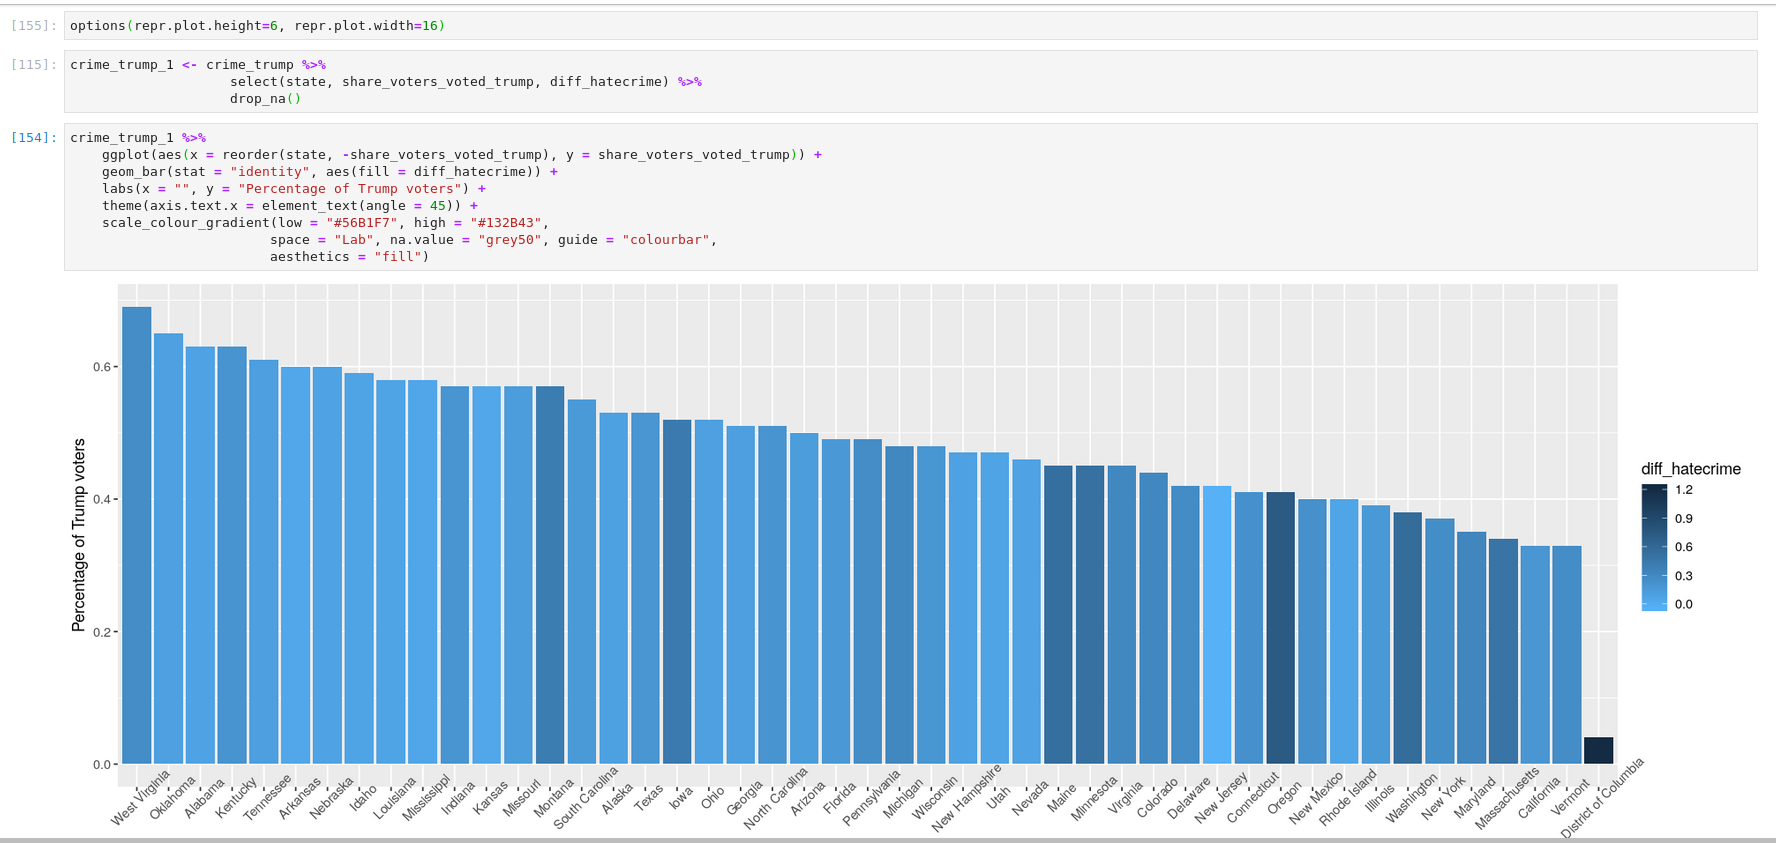 [155]: options(repr.plot.height=6, repr.plot.width=16)
[115]: crime_trump_1 <- crime_trump %>%
select(state, share_voters_voted_trump, diff_hatecrime) %>%
drop_na()
[154]: crime_trump_1 %>%
ggplot(aes(x = reorder(state, -share_voters_voted_trump), y = share_voters_voted_trump)) +
geom_bar(stat = "identity", aes(fill = diff_hatecrime)) +
labs(x = "", y = "Percentage of Trump voters") +
theme(axis.text.x = element_text(angle = 45)) +
scale_colour_gradient(low = "#56B1F7", high = "#132B43",
space = "Lab", na.value = "grey50", guide = "colourbar",
aesthetics = "fill")
Percentage of Trump voters
0.6
0.4
0.2
0.0
West Virginia
Oklahoma
Alabama
Kentucky
Tennessee
Arkansas
Nebraska
Idaho
Louisiana
Mississippi
Indiana
Kansas
Missouri
Montana
South Carolina
Alaska
Texas
Iowa
Ohio
Georgia
North Carolina
Arizona
Florida
Pennsylvania
Michigan
Wisconsin
New Hampshire
Utah
Nevada
Maine
Minnesota
Virginia
Colorado
Delaware
New Jersey
Connecticut
Oregon
New Mexico
Rhode Island
Illinois
Washington
New York
Maryland
Massachusetts
California
Vermont
District of Columbia
diff_hatecrime
1.2
0.9
0.6
0.3
0.0